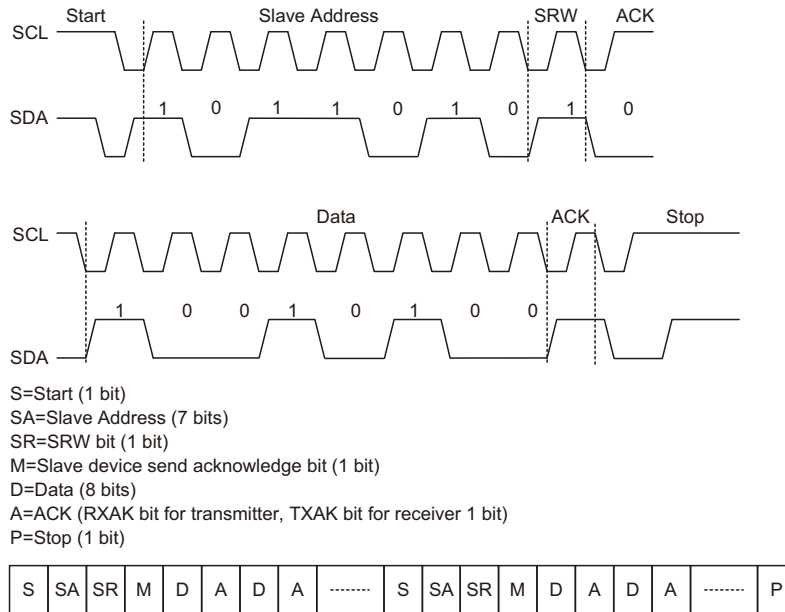 Start Slave Address SRW ACK
SCL
SDA 1 0 1 1 0 1 0 1 0
Data ACK Stop
SCL
1 0 0 1 0 1 0 0
SDA
S=Start (1 bit)
SA=Slave Address (7 bits)
SR=SRW bit (1 bit)
M=Slave device send acknowledge bit (1 bit)
D=Data (8 bits)
A=ACK (RXAK bit for transmitter, TXAK bit for receiver 1 bit)
P=Stop (1 bit)
S SA SR M D A D A ........ S SA SR M D A D A ........ P